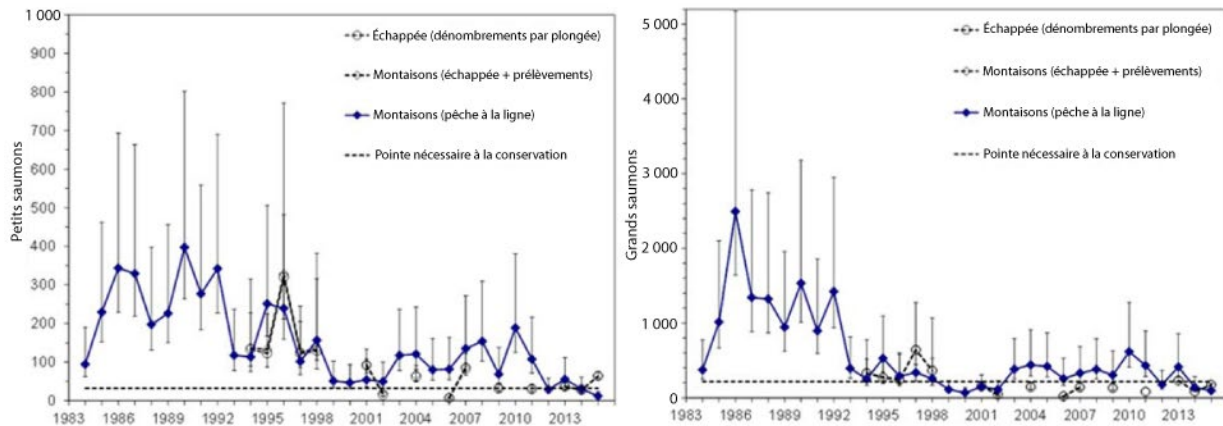 1 000
900
800
700
600
500
400
300
200
100
0
Petits saumons
Échappée (dénombrements par plongée)
Montaisons (échappée + prélèvements)
Montaisons (pêche à la ligne)
Pointe nécessaire à la conservation
1983 1986 1989 1992 1995 1998 2001 2004 2007 2010 2013
5 000
4 000
3 000
2 000
1 000
0
Grands saumons
Échappée (dénombrements par plongée)
Montaisons (échappée + prélèvements)
Montaisons (pêche à la ligne)
Pointe nécessaire à la conservation
1983 1986 1989 1992 1995 1998 2001 2004 2007 2010 2013